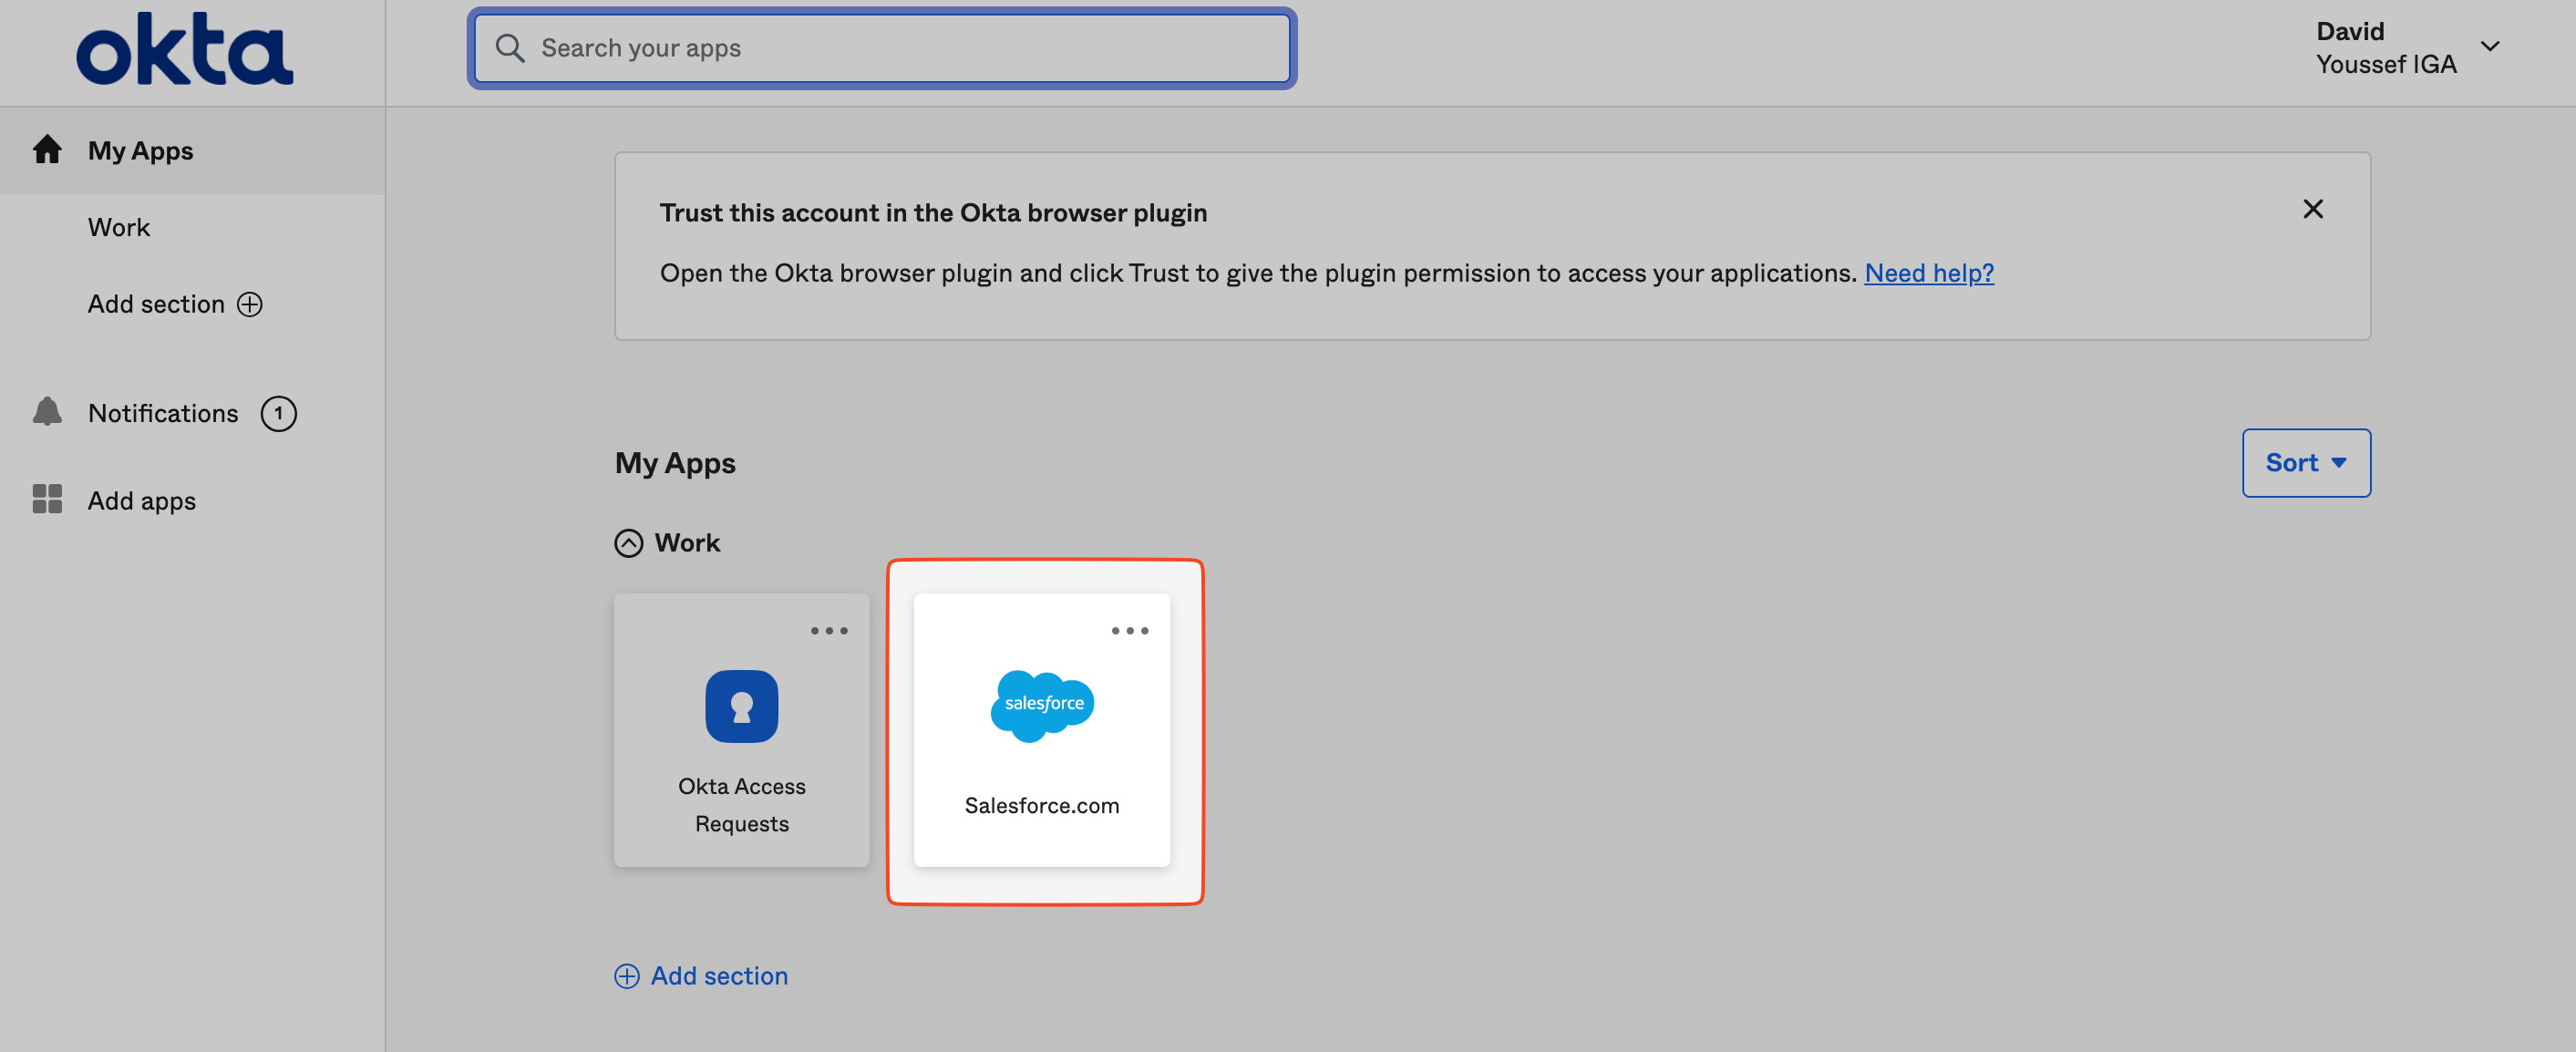 okta
Search your apps
David
Youssef IGA
My Apps
Work
Add section
Notifications 1
Add apps
Trust this account in the Okta browser plugin
Open the Okta browser plugin and click Trust to give the plugin permission to access your applications. Need help?
My Apps
Sort
Work
Okta Access
Requests
salesforce
Salesforce.com
Add section